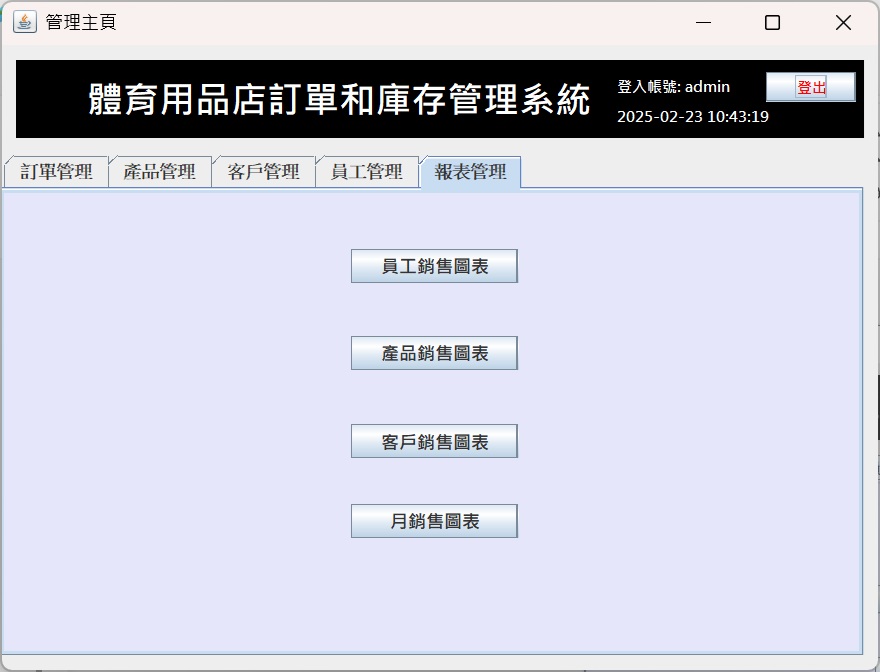 管理主頁
體育用品店訂單和庫存管理系統
登入帳號: admin
登出
2025-02-23 10:43:19
訂單管理 產品管理 客戶管理 員工管理 報表管理
員工銷售圖表
產品銷售圖表
客戶銷售圖表
月銷售圖表